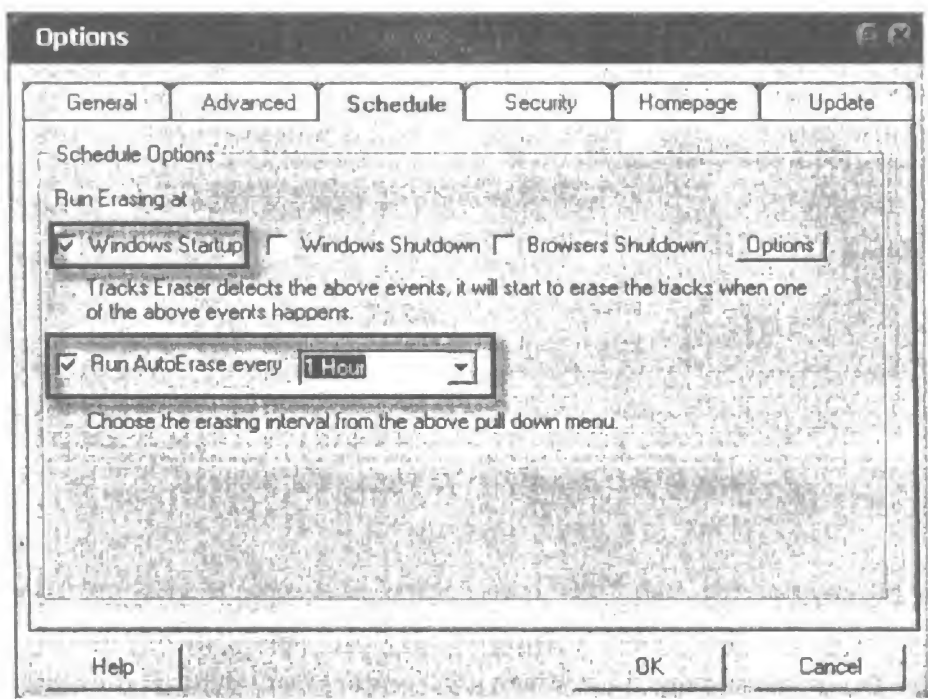 Options
General Advanced Schedule Security Homepage Update
Schedule Options
Run Erasing at
Windows Startup Windows Shutdown Browsers Shutdown Options
Tracks Eraser detects the above events, it will start to erase the tracks when one
of the above events happens.
Run AutoErase every 1 Hour
Choose the erasing interval from the above pull down menu.
Help OK Cancel